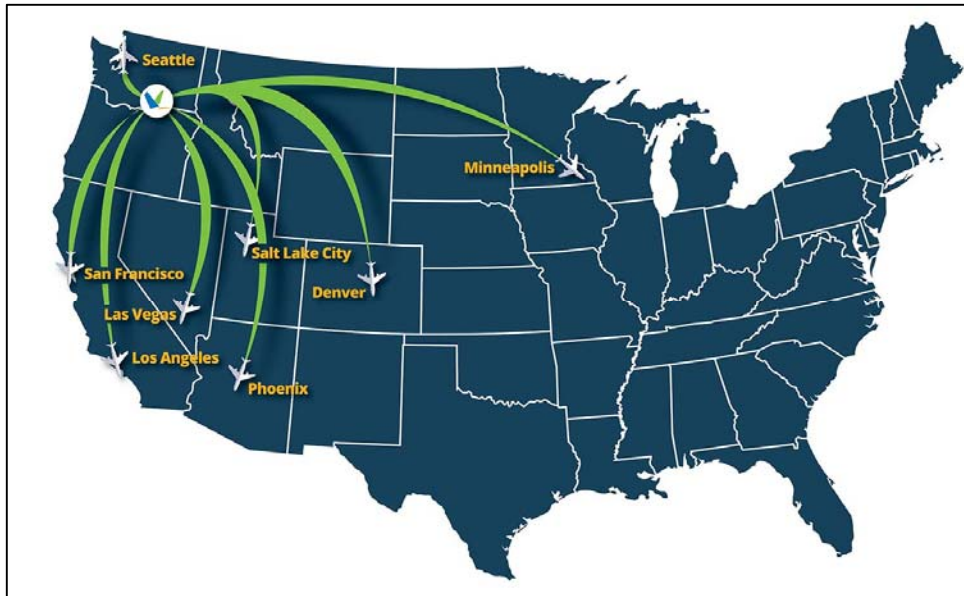 Seattle
Minneapolis
Salt Lake City
San Francisco
Denver
Las Vegas
Los Angeles
Phoenix